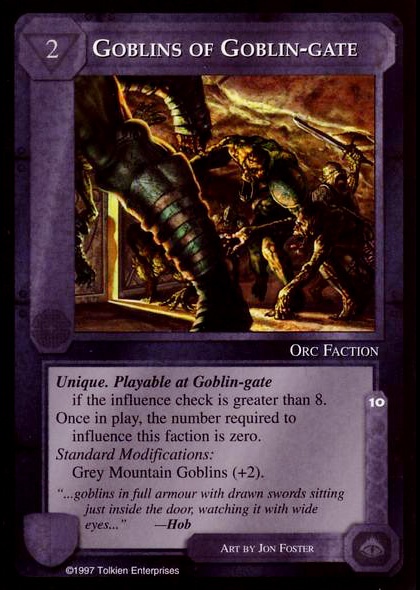 2
GOBLINS OF GOBLIN-GATE
ORC FACTION
Unique. Playable at Goblin-gate
if the influence check is greater than 8.
Once in play, the number required to
influence this faction is zero.
Standard Modifications:
Grey Mountain Goblins (+2).
10
“...goblins in full armour with drawn swords sitting
just inside the door, watching it with wide
eyes...” —Hob
ART BY JON FOSTER
©1997 Tolkien Enterprises